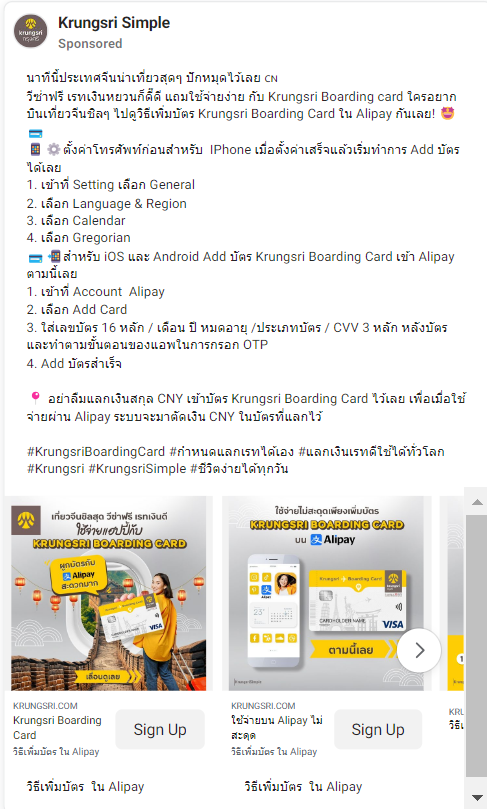 Krungsri Simple
Sponsored
นาทีนี้ประเทศจีนน่าเที่ยวสุดๆ ปักหมุดไว้เลย CN
วีซ่าฟรี เรทเงินหยวนก็ดี๊ดี แถมใช้จ่ายง่าย กับ Krungsri Boarding card ใครอยาก
บินเที่ยวจีนชิลๆ ไปดูวิธีเพิ่มบัตร Krungsri Boarding Card ใน Alipay กันเลย! 🤩
💳
📱 ⚙️ ตั้งค่าโทรศัพท์ก่อนสำหรับ IPhone เมื่อตั้งค่าเสร็จแล้วเริ่มทำการ Add บัตร
ได้เลย
1. เข้าที่ Setting เลือก General
2. เลือก Language & Region
3. เลือก Calendar
4. เลือก Gregorian
💳 📲 สำหรับ iOS และ Android Add บัตร Krungsri Boarding Card เข้า Alipay
ตามนี้เลย
1. เข้าที่ Account Alipay
2. เลือก Add Card
3. ใส่เลขบัตร 16 หลัก / เดือน ปี หมดอายุ /ประเภทบัตร / CVV 3 หลัก หลังบัตร
และทำตามขั้นตอนของแอพในการกรอก OTP
4. Add บัตรสำเร็จ
📍 อย่าลืมแลกเงินสกุล CNY เข้าบัตร Krungsri Boarding Card ไว้เลย เพื่อเมื่อใช้
จ่ายผ่าน Alipay ระบบจะมาตัดเงิน CNY ในบัตรที่แลกไว้
#KrungsriBoardingCard #กำหนดแลกเรทได้เอง #แลกเงินเรทดีใช้ได้ทั่วโลก
#Krungsri #KrungsriSimple #ชีวิตง่ายได้ทุกวัน
เที่ยวจีนชิลสุด วีซ่าฟรี เรทเงินดี
ใช้จ่ายแฮปปี้กับ
KRUNGSRI BOARDING CARD
ผูกบัตรกับ
Alipay
สะดวกมาก
VISA
เลื่อนดูเลย
ใช้จ่ายไม่สะดุดเพียงเพิ่มบัตร
KRUNGSRI BOARDING CARD
บน Alipay
Krungsri Boarding Card
CARDHOLDER NAME
VISA
ตามนี้เลย
KRUNGSRI.COM
Krungsri Boarding
Card
วิธีเพิ่มบัตร ใน Alipay
Sign Up
KRUNGSRI.COM
ใช้จ่ายบน Alipay ไม่
สะดุด
วิธีเพิ่มบัตร ใน Alipay
Sign Up
วิธีเพิ่มบัตร ใน Alipay
วิธีเพิ่มบัตร ใน Alipay